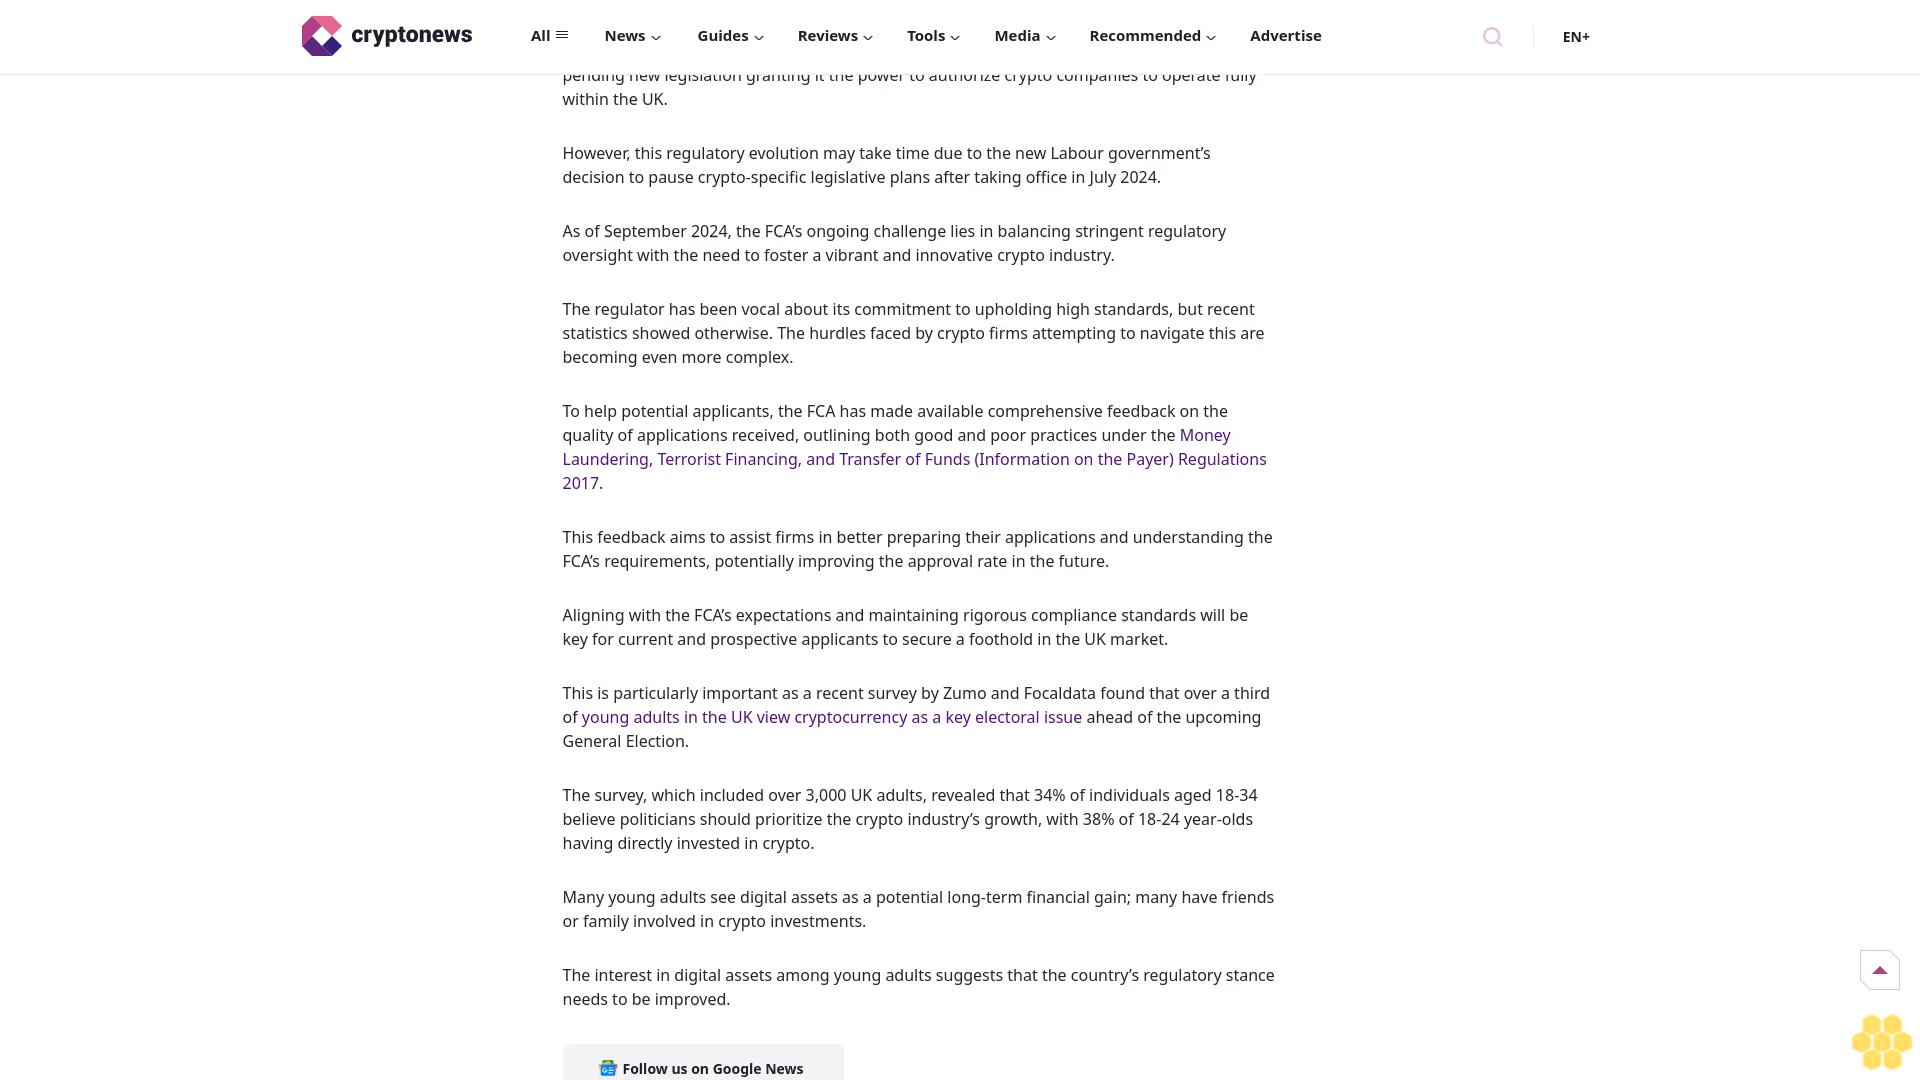 cryptonews
All
News
Guides
Reviews
Tools
Media
Recommended
Advertise
EN+
pending new legislation granting it the power to authorize crypto companies to operate fully
within the UK.
However, this regulatory evolution may take time due to the new Labour government’s
decision to pause crypto-specific legislative plans after taking office in July 2024.
As of September 2024, the FCA’s ongoing challenge lies in balancing stringent regulatory
oversight with the need to foster a vibrant and innovative crypto industry.
The regulator has been vocal about its commitment to upholding high standards, but recent
statistics showed otherwise. The hurdles faced by crypto firms attempting to navigate this are
becoming even more complex.
To help potential applicants, the FCA has made available comprehensive feedback on the
quality of applications received, outlining both good and poor practices under the Money
Laundering, Terrorist Financing, and Transfer of Funds (Information on the Payer) Regulations
2017.
This feedback aims to assist firms in better preparing their applications and understanding the
FCA’s requirements, potentially improving the approval rate in the future.
Aligning with the FCA’s expectations and maintaining rigorous compliance standards will be
key for current and prospective applicants to secure a foothold in the UK market.
This is particularly important as a recent survey by Zumo and Focaldata found that over a third
of young adults in the UK view cryptocurrency as a key electoral issue ahead of the upcoming
General Election.
The survey, which included over 3,000 UK adults, revealed that 34% of individuals aged 18-34
believe politicians should prioritize the crypto industry’s growth, with 38% of 18-24 year-olds
having directly invested in crypto.
Many young adults see digital assets as a potential long-term financial gain; many have friends
or family involved in crypto investments.
The interest in digital assets among young adults suggests that the country’s regulatory stance
needs to be improved.
Follow us on Google News